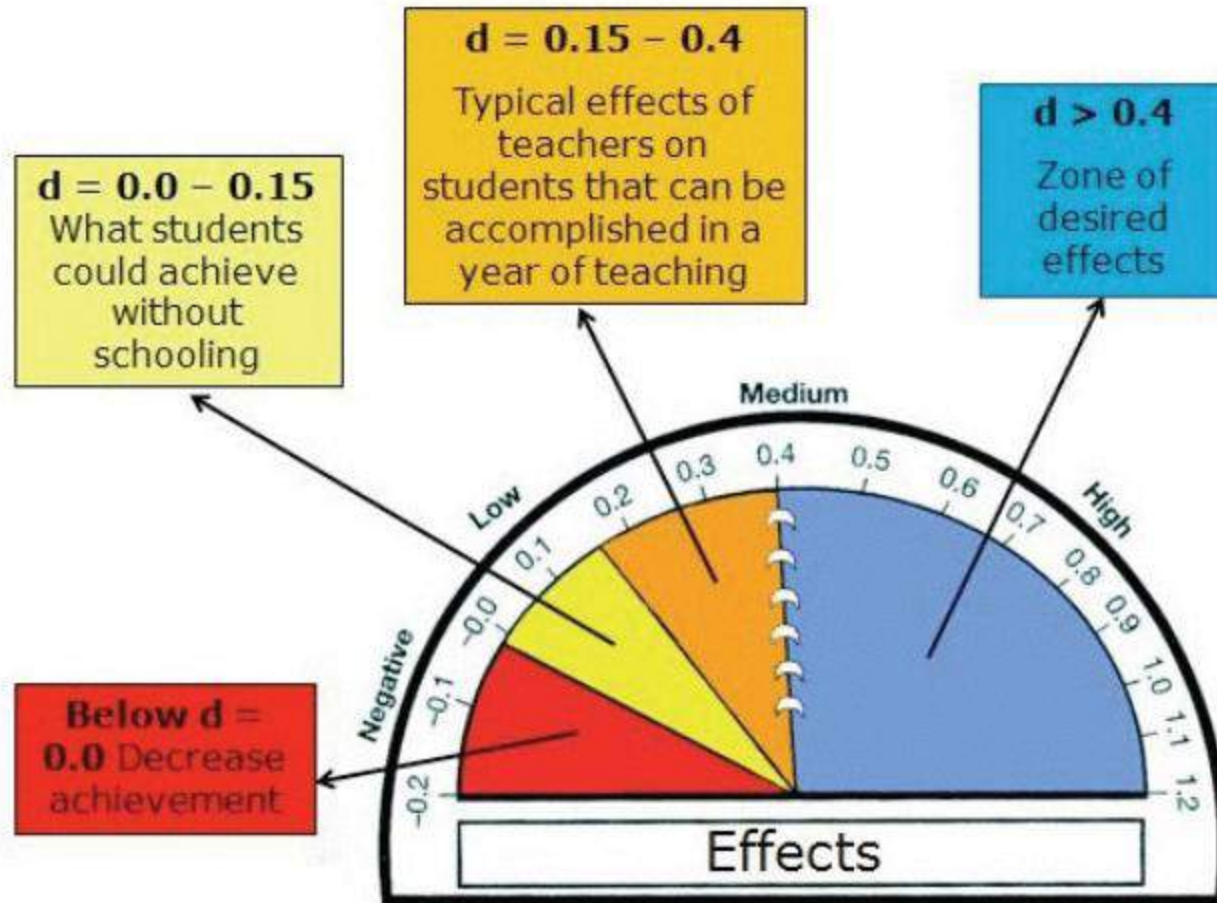 d = 0.15 – 0.4
Typical effects of
teachers on
students that can be
accomplished in a
year of teaching
d > 0.4
Zone of
desired
effects
d = 0.0 – 0.15
What students
could achieve
without
schooling
Below d =
0.0 Decrease
achievement
Negative
Low
Medium
High
-0.2
-0.1
-0.0
0.1
0.2
0.3
0.4
0.5
0.6
0.7
0.8
0.9
1.0
1.1
1.2
Effects